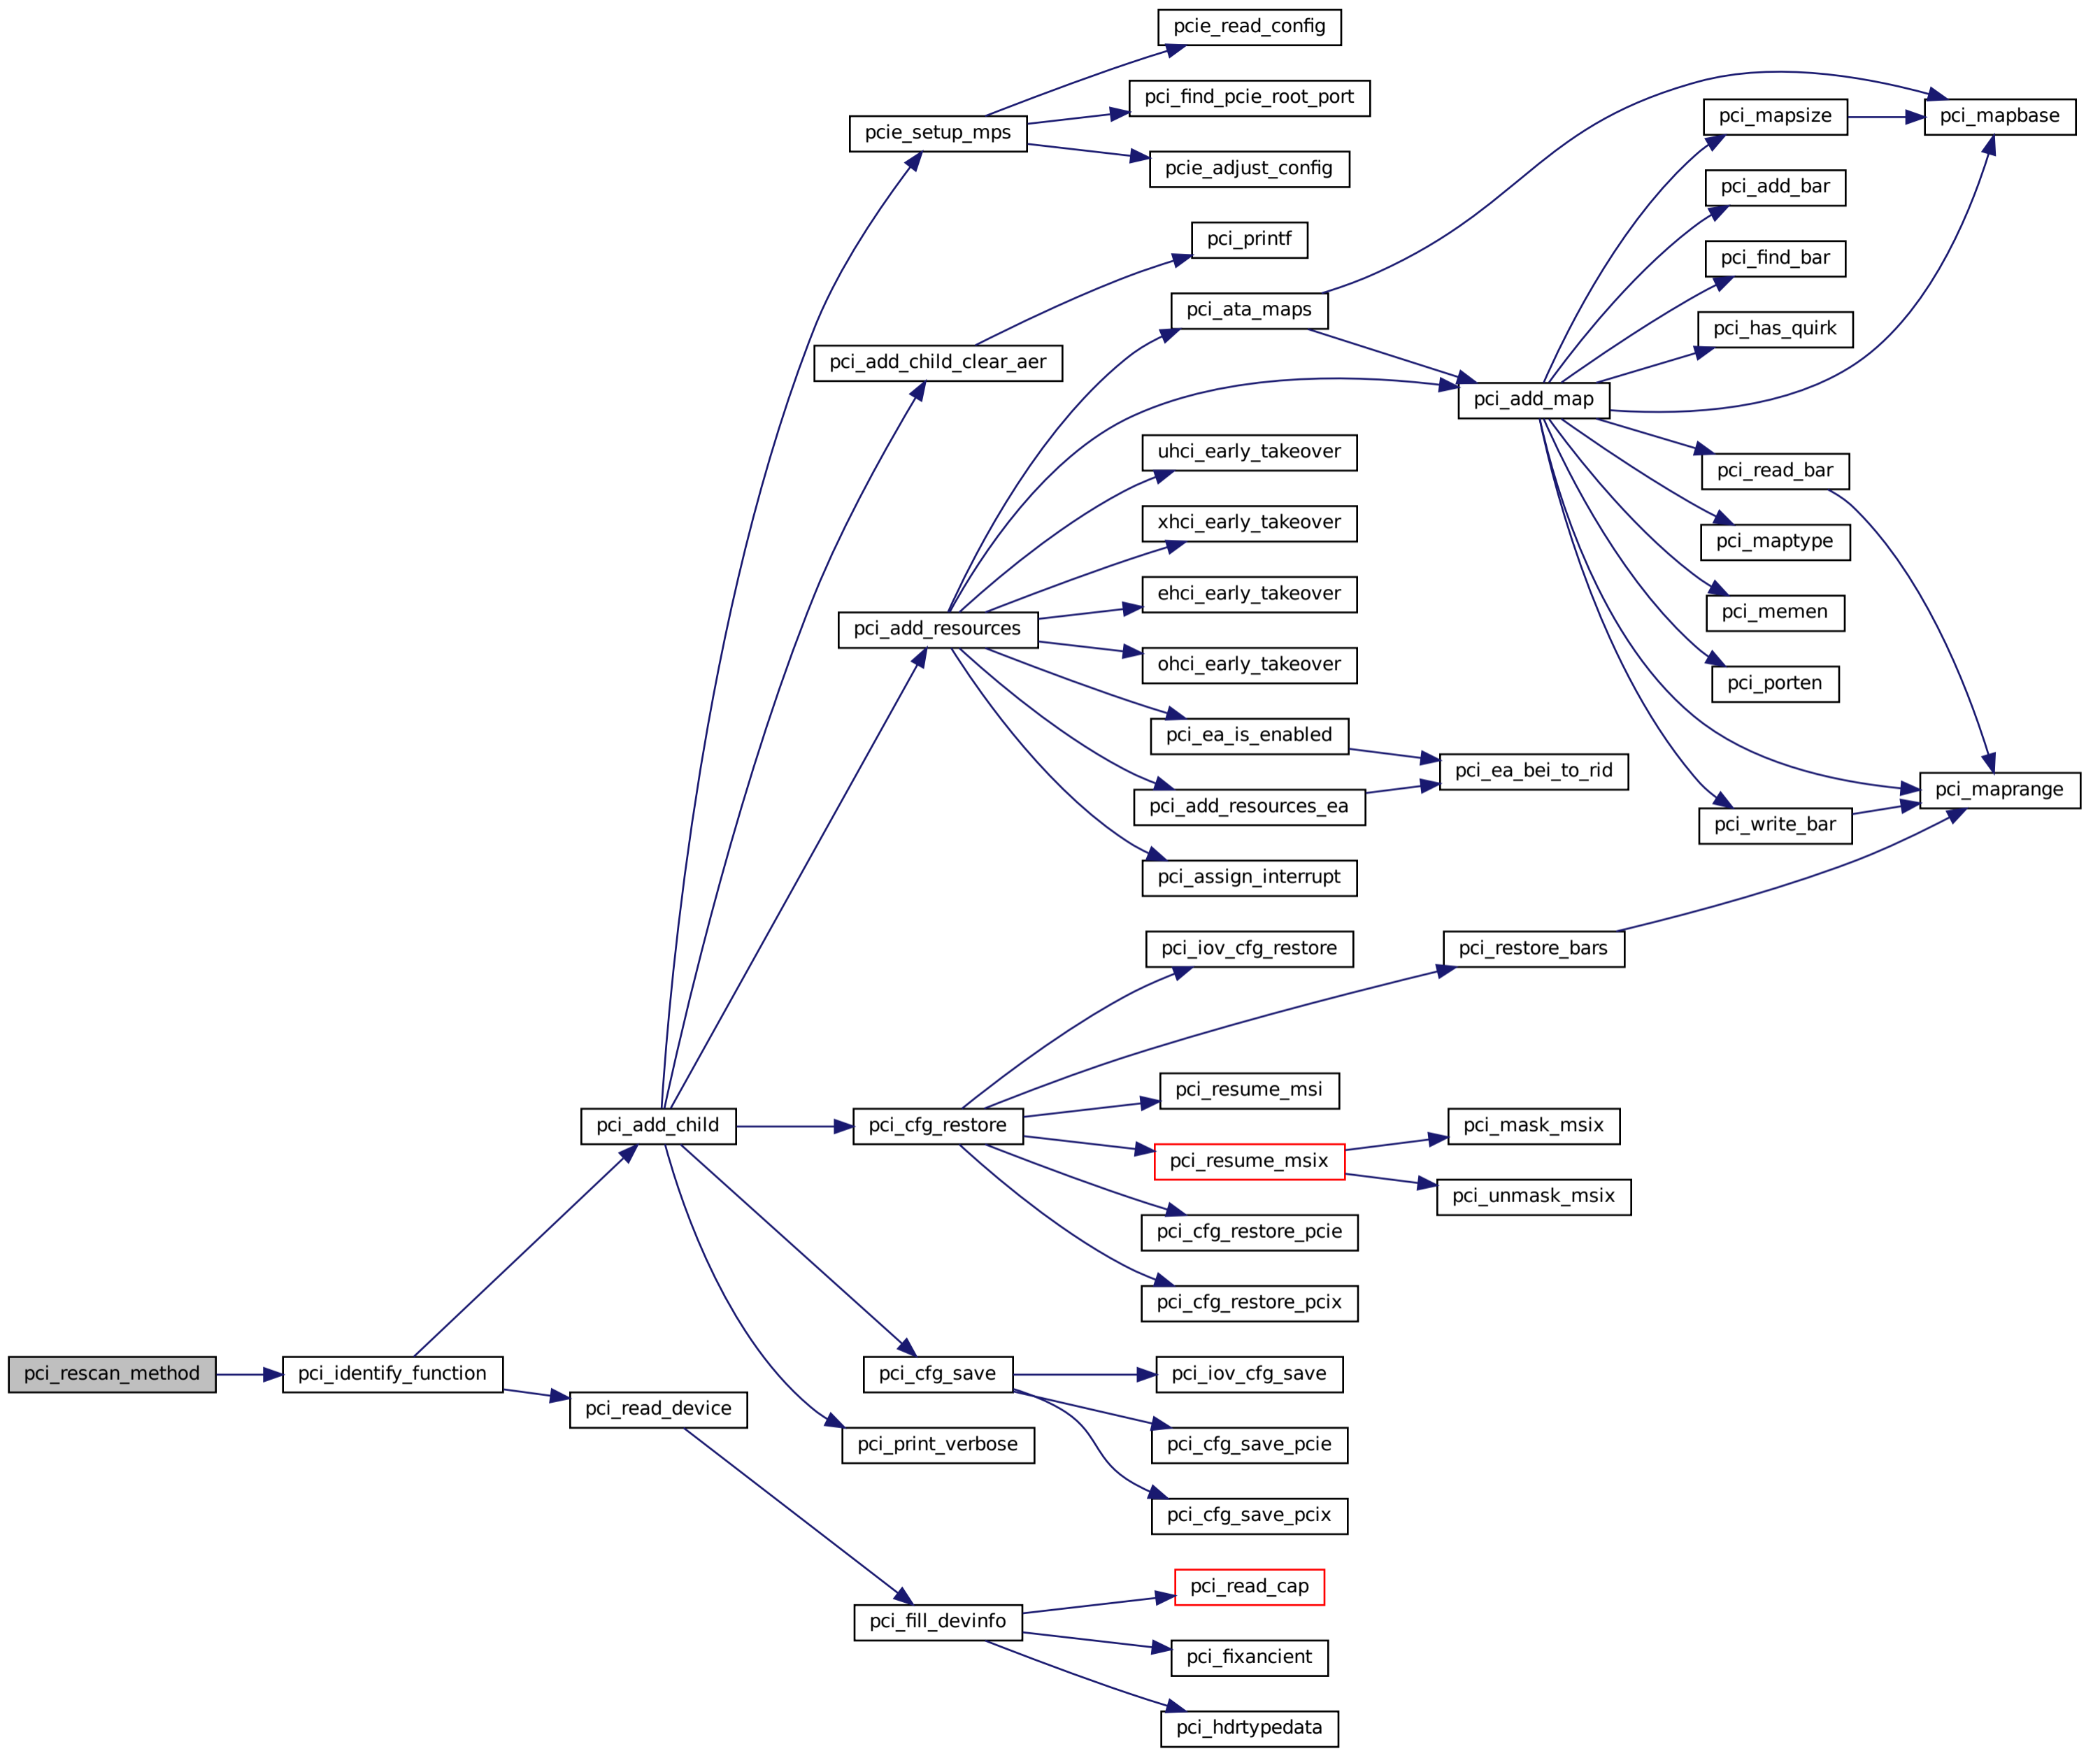 pcie_read_config
pci_find_pcie_root_port
pcie_setup_mps
pcie_adjust_config
pci_mapsize
pci_mapbase
pci_add_bar
pci_printf
pci_find_bar
pci_ata_maps
pci_has_quirk
pci_add_child_clear_aer
pci_add_map
uhci_early_takeover
pci_read_bar
xhci_early_takeover
pci_maptype
ehci_early_takeover
pci_memen
pci_add_resources
ohci_early_takeover
pci_porten
pci_ea_is_enabled
pci_ea_bei_to_rid
pci_maprange
pci_add_resources_ea
pci_write_bar
pci_assign_interrupt
pci_iov_cfg_restore
pci_restore_bars
pci_resume_msi
pci_add_child
pci_cfg_restore
pci_mask_msix
pci_resume_msix
pci_unmask_msix
pci_cfg_restore_pcie
pci_cfg_restore_pcix
pci_rescan_method
pci_identify_function
pci_cfg_save
pci_iov_cfg_save
pci_read_device
pci_print_verbose
pci_cfg_save_pcie
pci_cfg_save_pcix
pci_read_cap
pci_fill_devinfo
pci_fixancient
pci_hdrtypedata